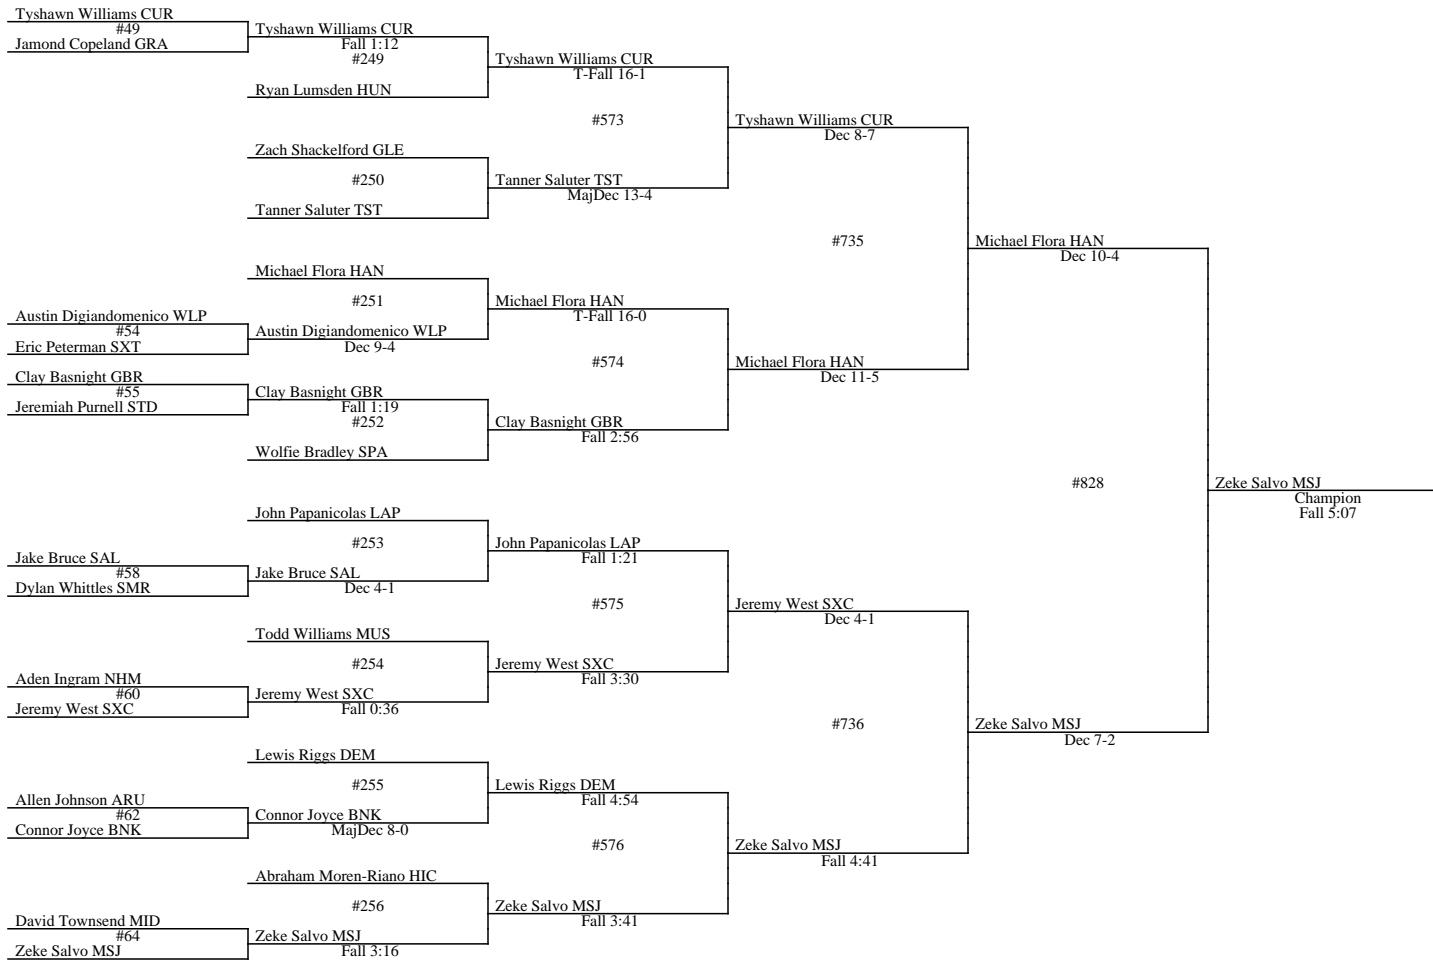 Tyshawn Williams CUR
#49
Jamond Copeland GRA
Tyshawn Williams CUR
Fall 1:12
#249
Ryan Lumsden HUN
Tyshawn Williams CUR
T-Fall 16-1
#573
Zach Shackelford GLE
#250
Tanner Saluter TST
Tanner Saluter TST
MajDec 13-4
Tyshawn Williams CUR
Dec 8-7
#735
Michael Flora HAN
#251
Austin Digiandomenico WLP
#54
Eric Peterman SXT
Austin Digiandomenico WLP
Dec 9-4
Michael Flora HAN
T-Fall 16-0
#574
Clay Basnight GBR
#55
Jeremiah Purnell STD
Clay Basnight GBR
Fall 1:19
#252
Wolfie Bradley SPA
Clay Basnight GBR
Fall 2:56
Michael Flora HAN
Dec 11-5
Michael Flora HAN
Dec 10-4
#828
John Papanicolas LAP
#253
Jake Bruce SAL
#58
Dylan Whittles SMR
Jake Bruce SAL
Dec 4-1
John Papanicolas LAP
Fall 1:21
#575
Todd Williams MUS
#254
Aden Ingram NHM
#60
Jeremy West SXC
Jeremy West SXC
Fall 0:36
Jeremy West SXC
Fall 3:30
Jeremy West SXC
Dec 4-1
#736
Lewis Riggs DEM
#255
Allen Johnson ARU
#62
Connor Joyce BNK
Connor Joyce BNK
MajDec 8-0
Lewis Riggs DEM
Fall 4:54
#576
Abraham Moren-Riano HIC
#256
David Townsend MID
#64
Zeke Salvo MSJ
Zeke Salvo MSJ
Fall 3:16
Zeke Salvo MSJ
Fall 3:41
Zeke Salvo MSJ
Fall 4:41
Zeke Salvo MSJ
Dec 7-2
Zeke Salvo MSJ
Champion
Fall 5:07